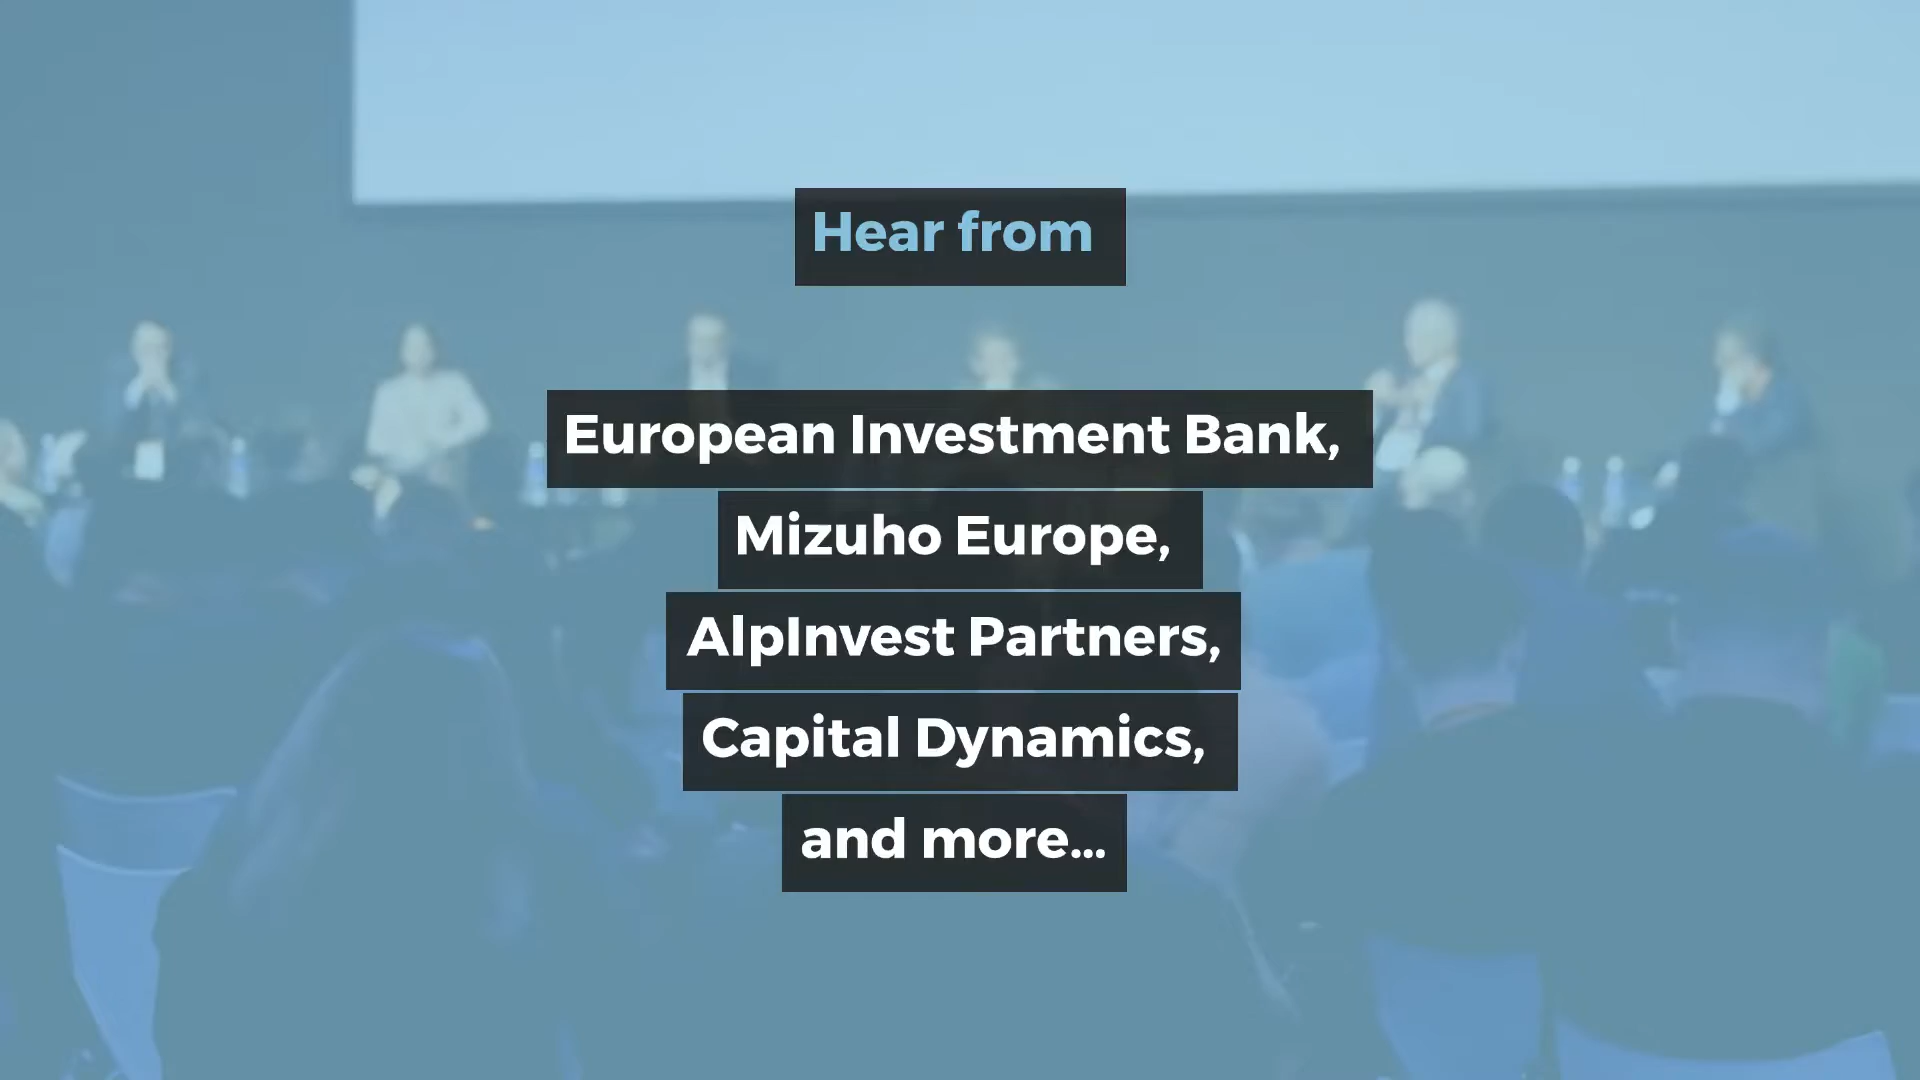 Hear from
European Investment Bank,
Mizuho Europe,
AlpInvest Partners,
Capital Dynamics,
and more...